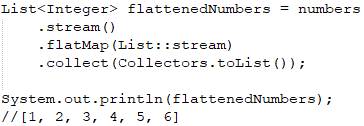 List<Integer> flattenedNumbers = numbers
    .stream()
    .flatMap(List::stream)
    .collect(Collectors.toList());

System.out.println(flattenedNumbers);
//[1, 2, 3, 4, 5, 6]